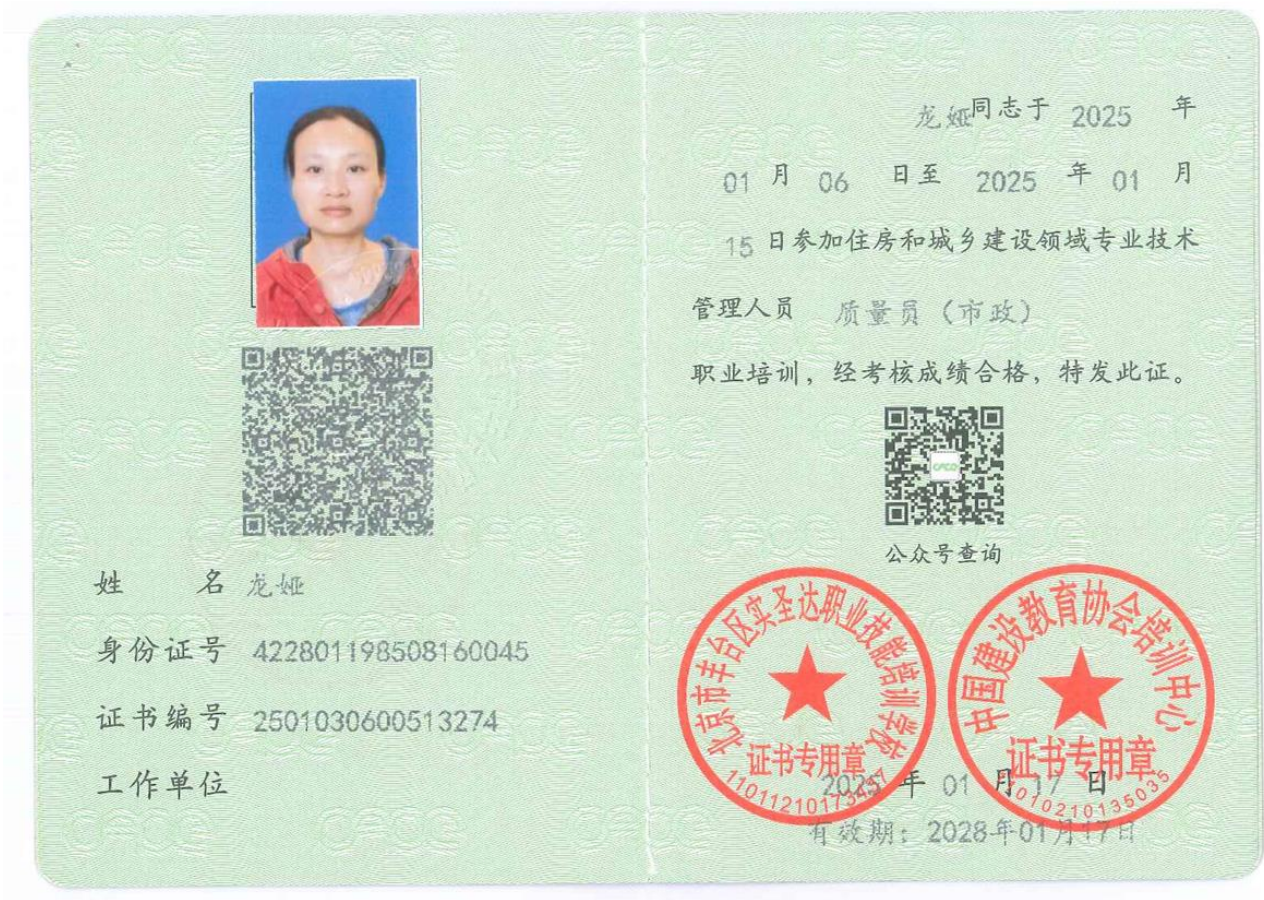 姓 名 龙娅
身份证号 422801198508160045
证书编号 2501030600513274
工作单位
龙娅同志于 2025 年
01 月 06 日至 2025 年 01 月
15 日参加住房和城乡建设领域专业技术
管理人员 质量员（市政）
职业培训，经考核成绩合格，特发此证。
公众号查询
北京市丰台区实圣达职业技能培训学校
证书专用章
中国建设教育协会培训中心
证书专用章
11010210135035
2025 年 01 月 17 日
有效期：2028年01月17日